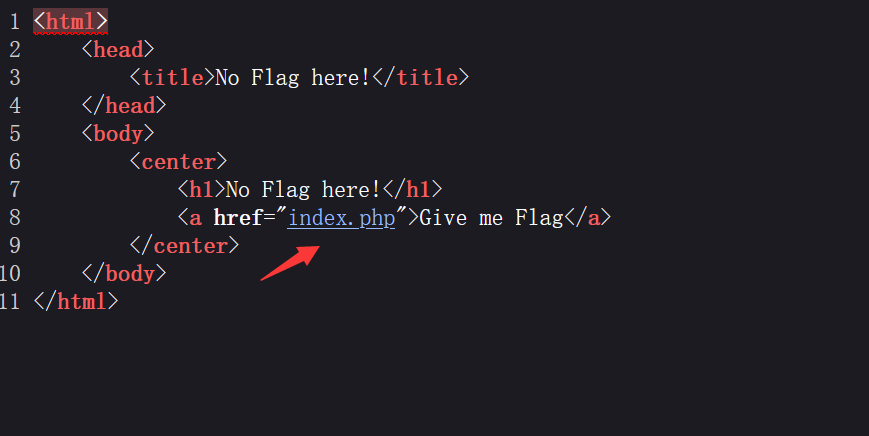 1 <html>
2 <head>
3 <title>No Flag here!</title>
4 </head>
5 <body>
6 <center>
7 <h1>No Flag here!</h1>
8 <a href="index.php">Give me Flag</a>
9 </center>
10 </body>
11 </html>